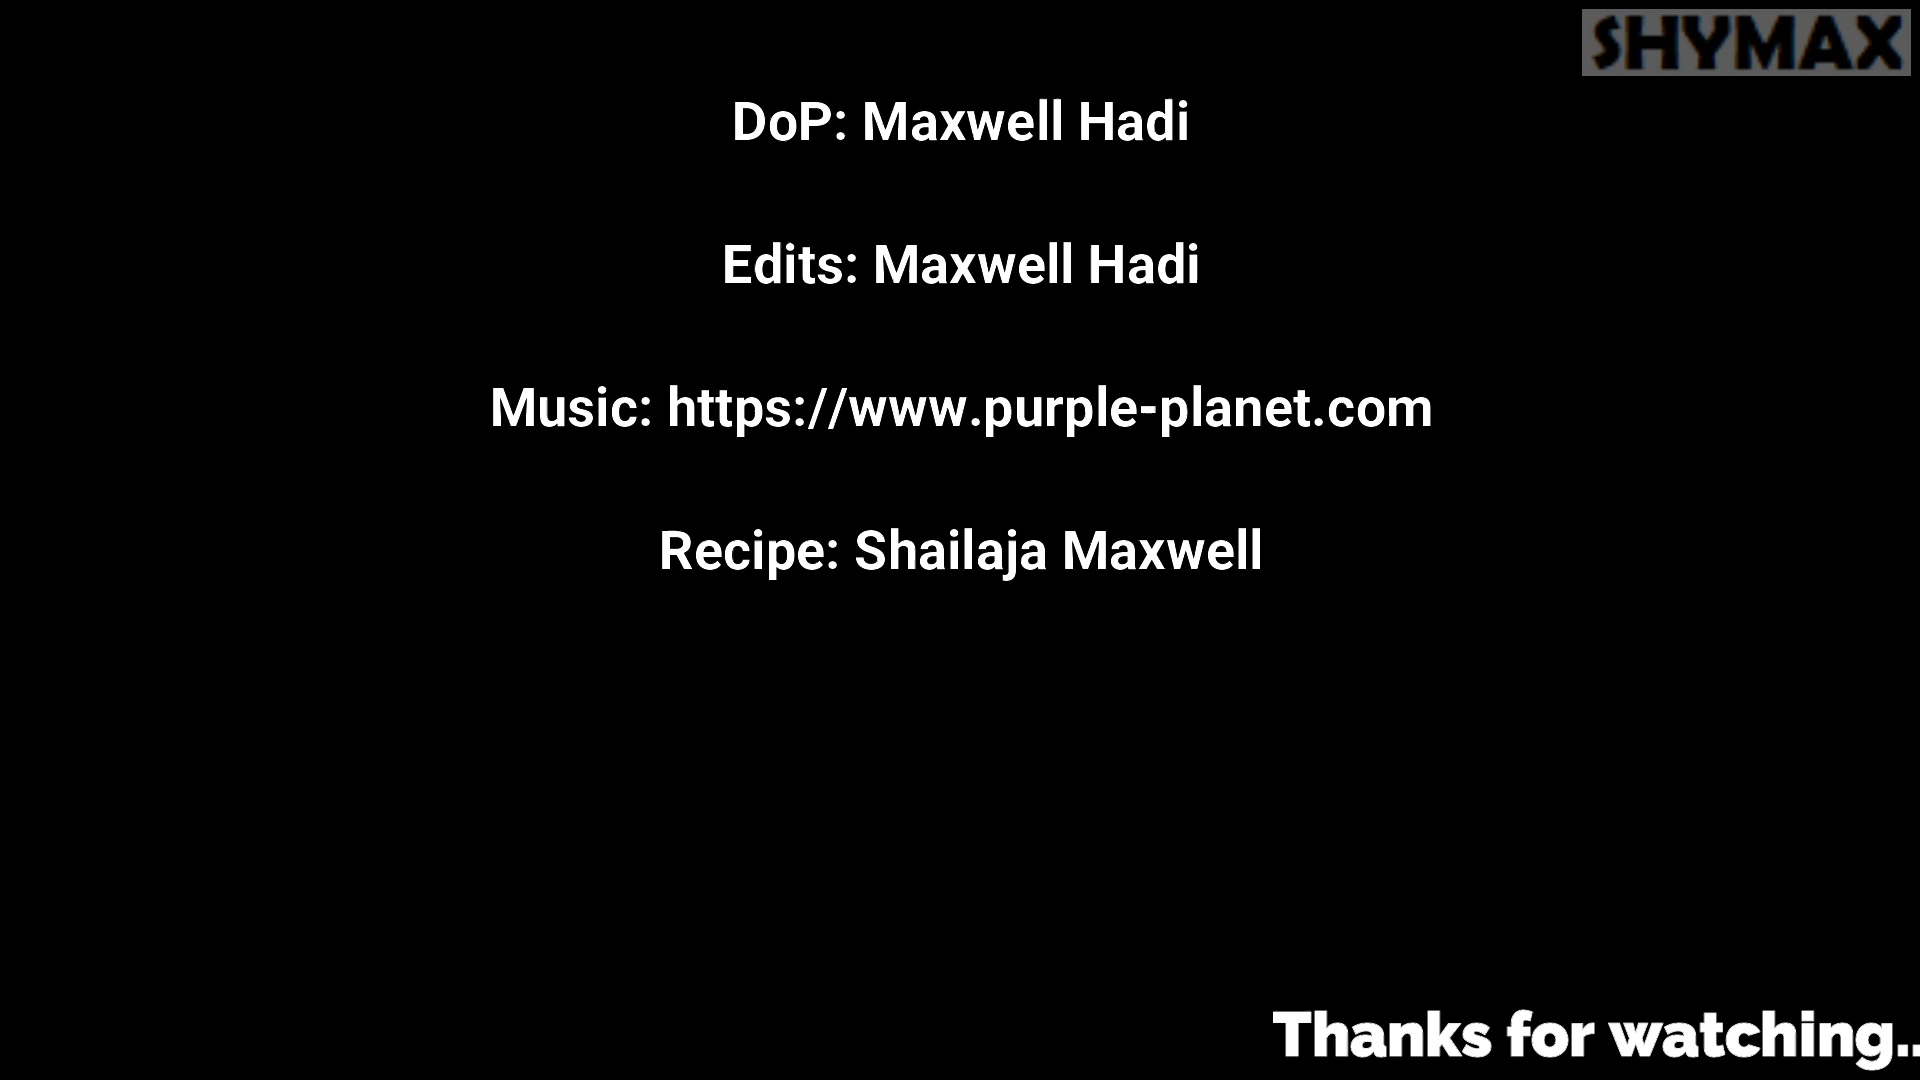 SHYMAX
DoP: Maxwell Hadi
Edits: Maxwell Hadi
Music: https://www.purple-planet.com
Recipe: Shailaja Maxwell
Thanks for watching..